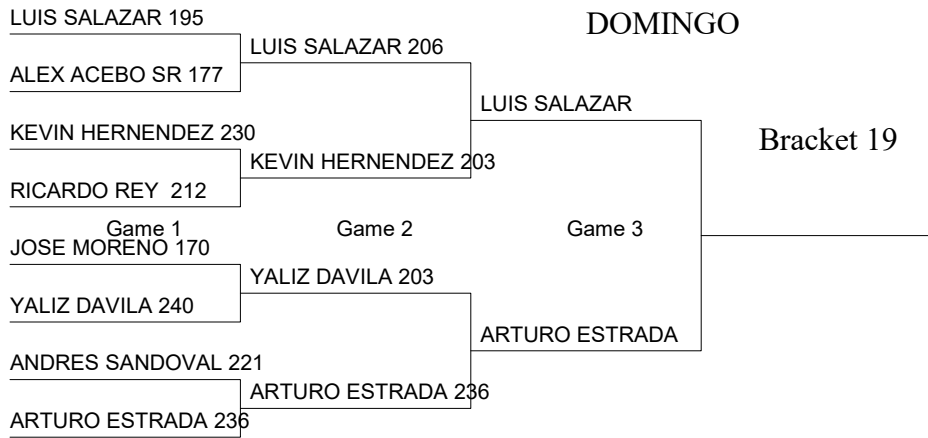 LUIS SALAZAR 195
DOMINGO
LUIS SALAZAR 206
ALEX ACEBO SR 177
LUIS SALAZAR
KEVIN HERNENDEZ 230
Bracket 19
KEVIN HERNENDEZ 203
RICARDO REY 212
Game 1
Game 2
Game 3
JOSE MORENO 170
YALIZ DAVILA 203
YALIZ DAVILA 240
ARTURO ESTRADA
ANDRES SANDOVAL 221
ARTURO ESTRADA 236
ARTURO ESTRADA 236